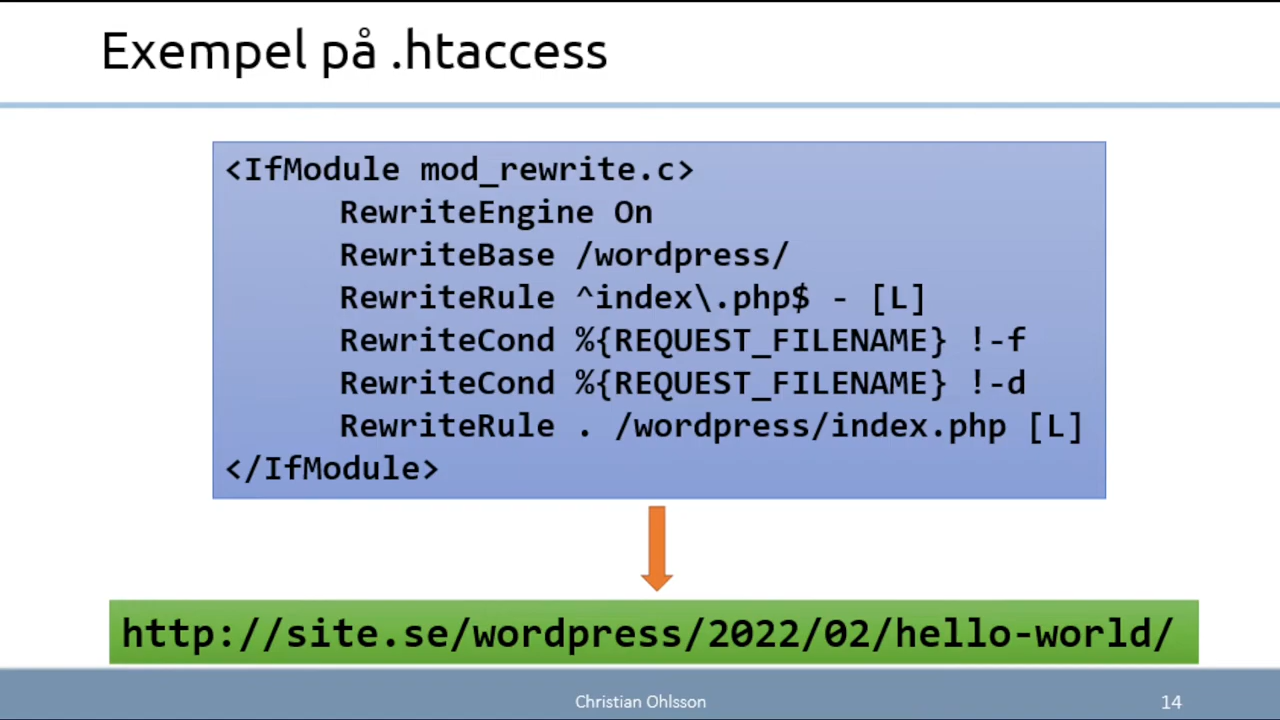 Exempel på .htaccess
<IfModule mod_rewrite.c>
RewriteEngine On
RewriteBase /wordpress/
RewriteRule ^index\.php$ - [L]
RewriteCond %{REQUEST_FILENAME} !-f
RewriteCond %{REQUEST_FILENAME} !-d
RewriteRule . /wordpress/index.php [L]
</IfModule>
http://site.se/wordpress/2022/02/hello-world/
Christian Ohlsson
14